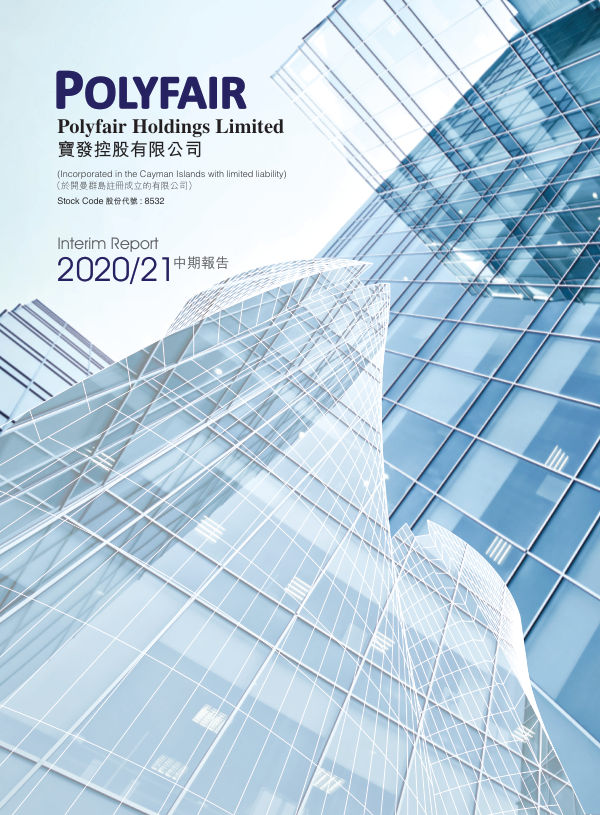 POLYFAIR
Polyfair Holdings Limited
寶發控股有限公司
(Incorporated in the Cayman Islands with limited liability)
（於開曼群島註冊成立的有限公司）
Stock Code 股份代號 : 8532
Interim Report
2020/21 中期報告